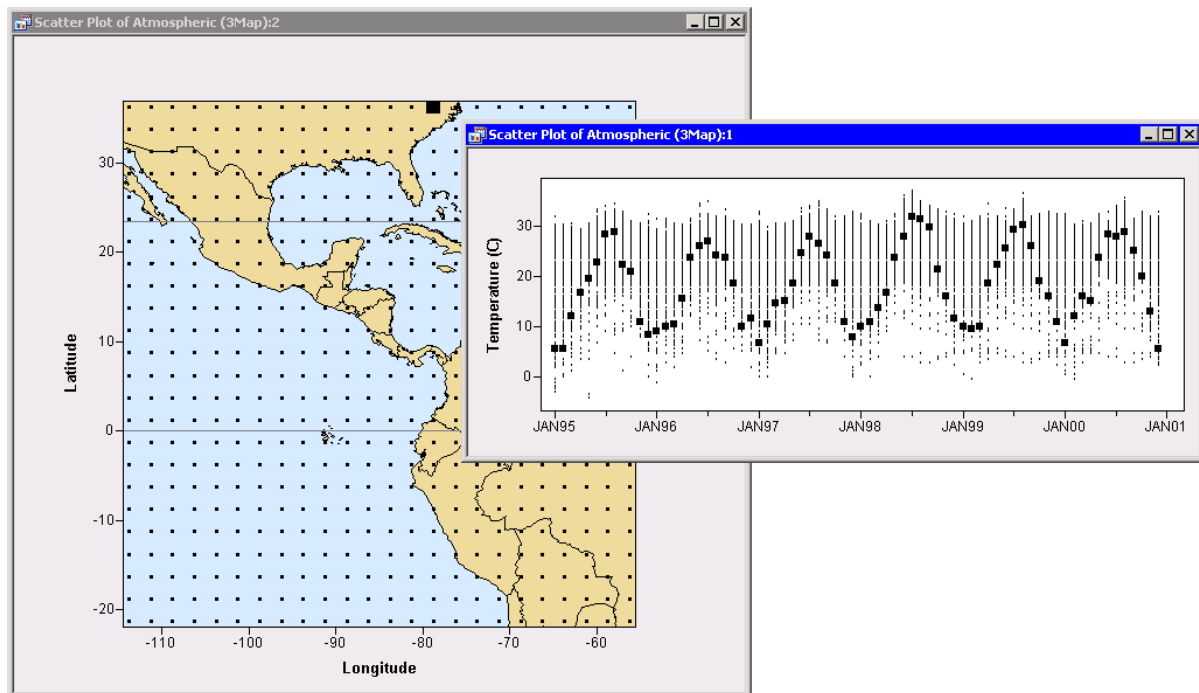 Scatter Plot of Atmospheric (3Map):2
Latitude
30
20
10
0
-10
-20
-110
-100
-90
-80
-70
-60
Longitude
Scatter Plot of Atmospheric (3Map):1
Temperature (C)
30
20
10
0
JAN95
JAN96
JAN97
JAN98
JAN99
JAN00
JAN01